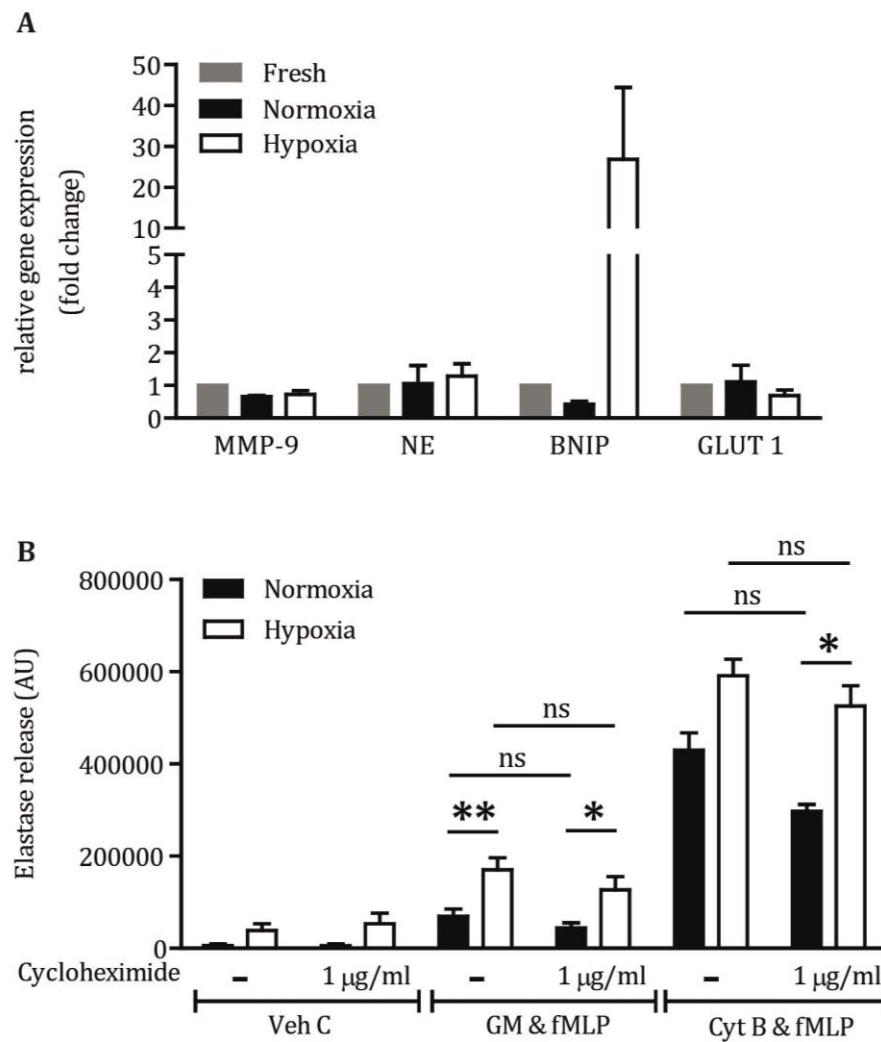 A
relative gene expression
(fold change)
50
40
30
20
10
5
4
3
2
1
0
Fresh
Normoxia
Hypoxia
MMP-9 NE BNIP GLUT 1
B
Elastase release (AU)
800000
600000
400000
200000
0
Normoxia
Hypoxia
ns
ns
*
ns
ns
** *
Cycloheximide – 1 μg/ml – 1 μg/ml – 1 μg/ml
Veh C GM & fMLP Cyt B & fMLP